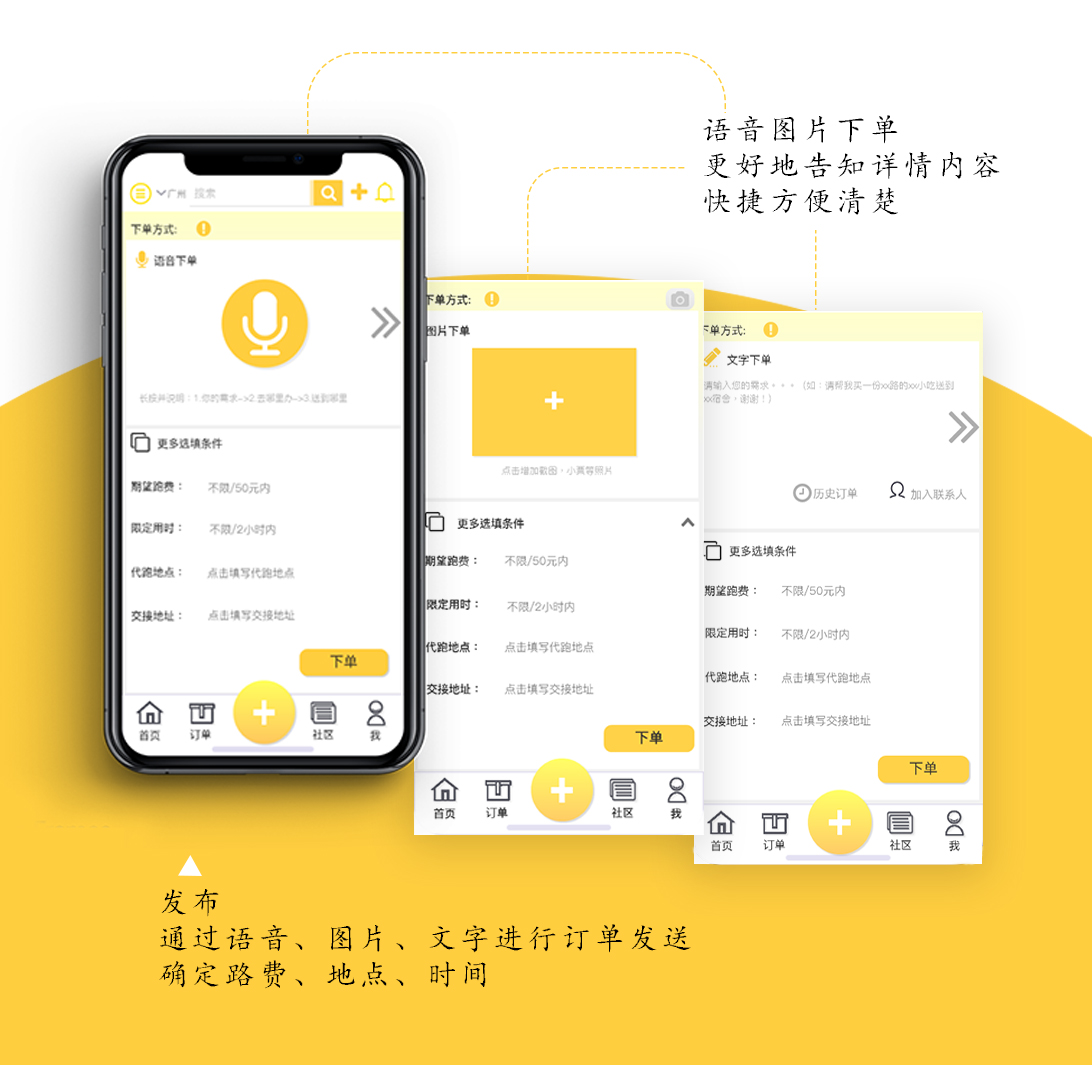 语音图片下单
更好地告知详情内容
快捷方便清楚
广州 搜索
下单方式:
语音下单
长按并说明：1.你的需求->2.去哪里办->3.送到哪里
更多选填条件
期望跑费： 不限/50元内
限定用时： 不限/2小时内
代跑地点： 点击填写代跑地点
交接地址： 点击填写交接地址
下单
首页 订单 社区 我
下单方式:
图片下单
点击增加截图，小票等照片
更多选填条件
期望跑费： 不限/50元内
限定用时： 不限/2小时内
代跑地点： 点击填写代跑地点
交接地址： 点击填写交接地址
下单
首页 订单 社区 我
下单方式:
文字下单
请输入您的需求。。。（如：请帮我买一份xx路的xx小吃送到
xx宿舍，谢谢！）
历史订单 加入联系人
更多选填条件
期望跑费： 不限/50元内
限定用时： 不限/2小时内
代跑地点： 点击填写代跑地点
交接地址： 点击填写交接地址
下单
首页 订单 社区 我
发布
通过语音、图片、文字进行订单发送
确定路费、地点、时间